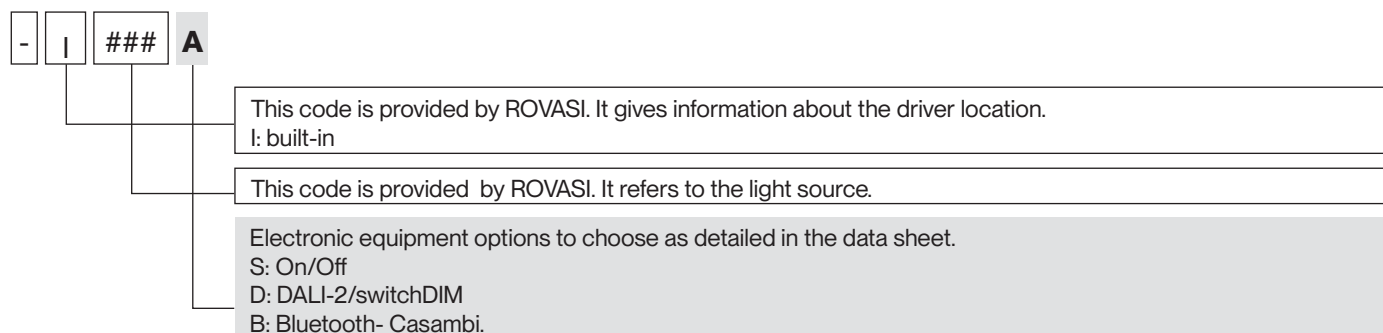 - I ### A
This code is provided by ROVASI. It gives information about the driver location.
I: built-in
This code is provided by ROVASI. It refers to the light source.
Electronic equipment options to choose as detailed in the data sheet.
S: On/Off
D: DALI-2/switchDIM
B: Bluetooth- Casambi.